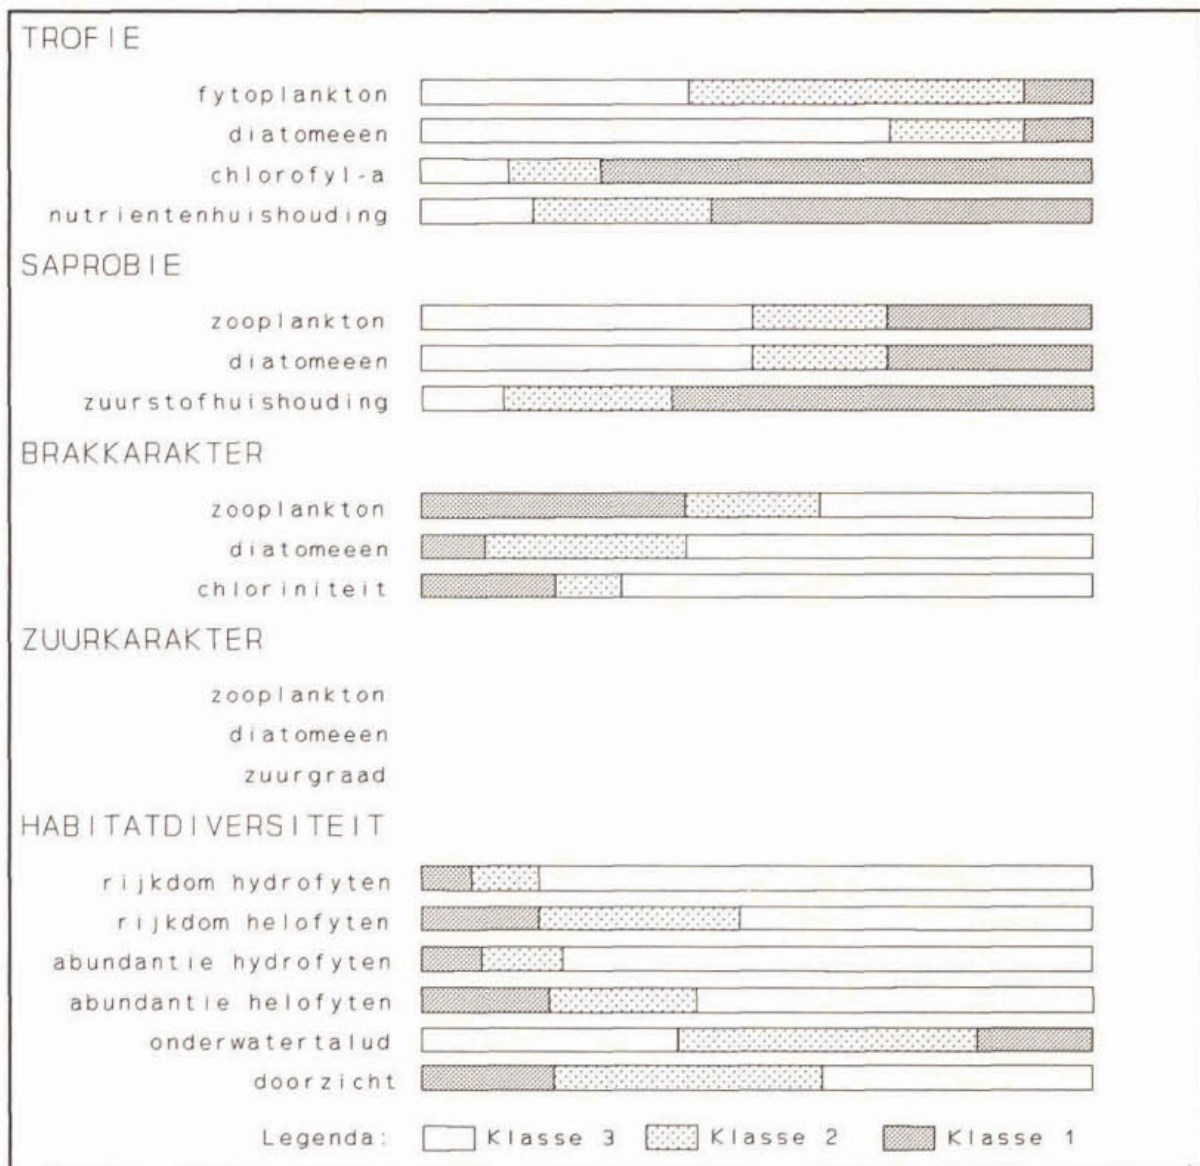 TROFIE
fytoplankton
diatomeeen
chlorofyl-a
nutrientenhuishouding
SAPROBIE
zooplankton
diatomeeen
zuurstofhuishouding
BRAKKARAKTER
zooplankton
diatomeeen
chloriniteit
ZUURKARAKTER
zooplankton
diatomeeen
zuurgraad
HABITATDIVERSITEIT
rijkdom hydrofyten
rijkdom helofyten
abundantie hydrofyten
abundantie helofyten
onderwatertalud
doorzicht
Legenda: Klasse 3 Klasse 2 Klasse 1